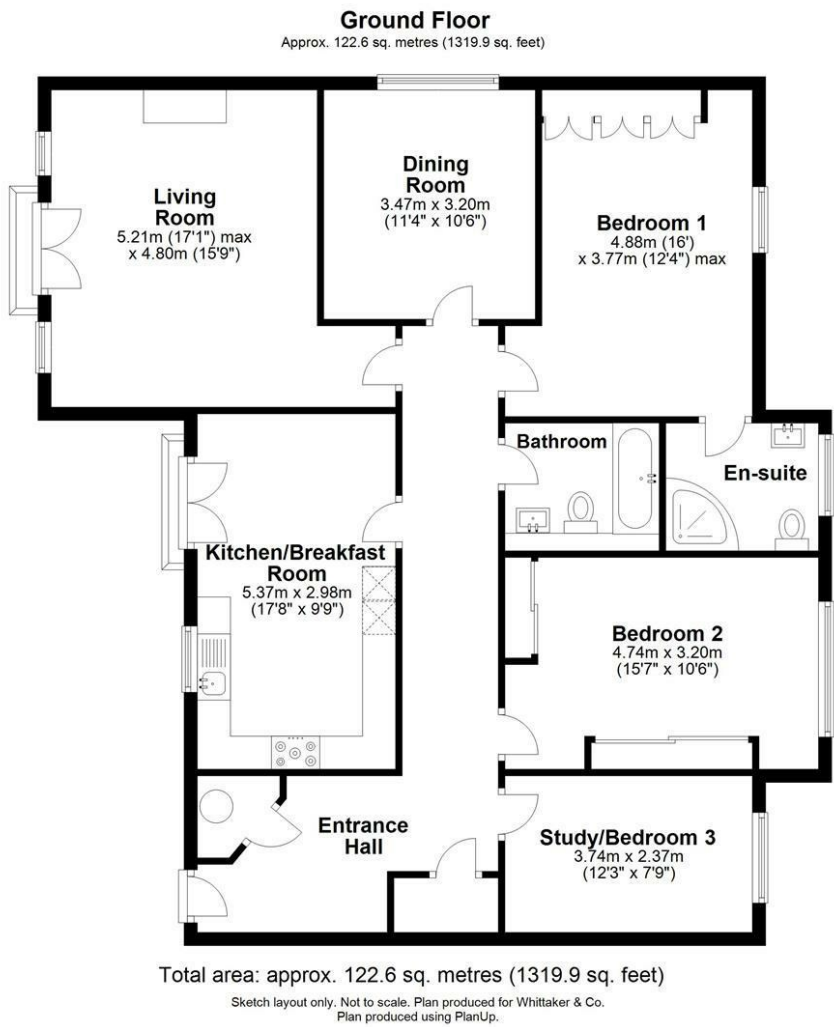 Ground Floor
Approx. 122.6 sq. metres (1319.9 sq. feet)
Living
Room
5.21m (17'1") max
x 4.80m (15'9")
Dining
Room
3.47m x 3.20m
(11'4" x 10'6")
Bedroom 1
4.88m (16')
x 3.77m (12'4") max
Bathroom
En-suite
Kitchen/Breakfast
Room
5.37m x 2.98m
(17'8" x 9'9")
Bedroom 2
4.74m x 3.20m
(15'7" x 10'6")
Entrance
Hall
Study/Bedroom 3
3.74m x 2.37m
(12'3" x 7'9")
Total area: approx. 122.6 sq. metres (1319.9 sq. feet)
Sketch layout only. Not to scale. Plan produced for Whittaker & Co.
Plan produced using PlanUp.